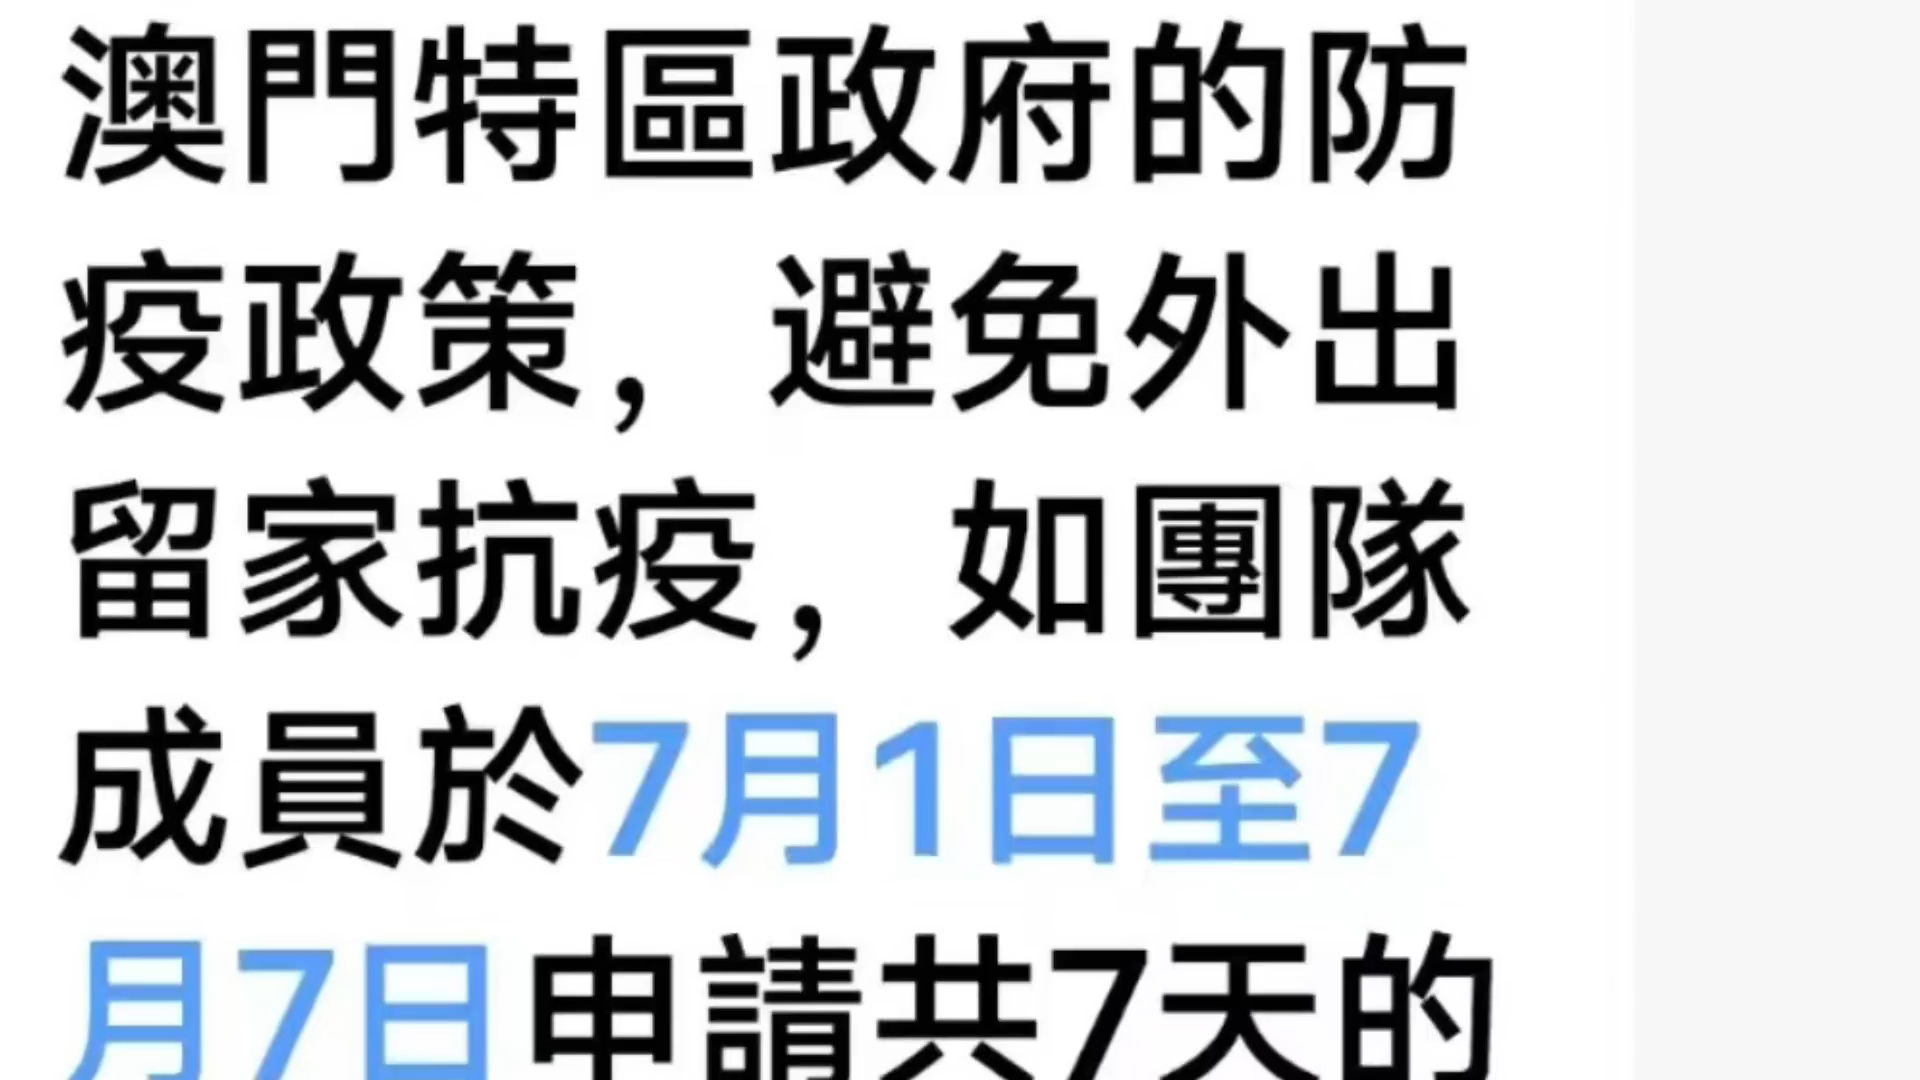 澳門特區政府的防
疫政策，避免外出
留家抗疫，如團隊
成員於7月1日至7
月7日申請共7天的